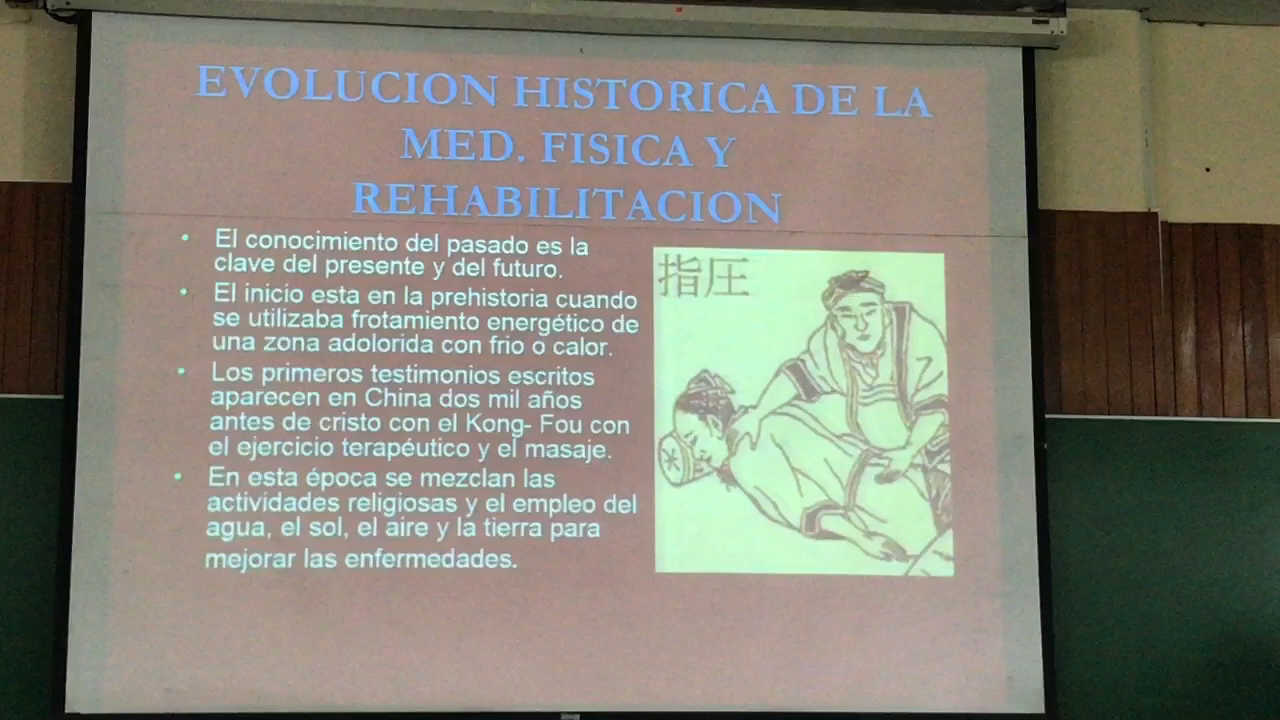 EVOLUCION HISTORICA DE LA
MED. FISICA Y
REHABILITACION
• El conocimiento del pasado es la
clave del presente y del futuro.
• El inicio esta en la prehistoria cuando
se utilizaba frotamiento energético de
una zona adolorida con frio o calor.
• Los primeros testimonios escritos
aparecen en China dos mil años
antes de cristo con el Kong- Fou con
el ejercicio terapéutico y el masaje.
• En esta época se mezclan las
actividades religiosas y el empleo del
agua, el sol, el aire y la tierra para
mejorar las enfermedades.
指圧